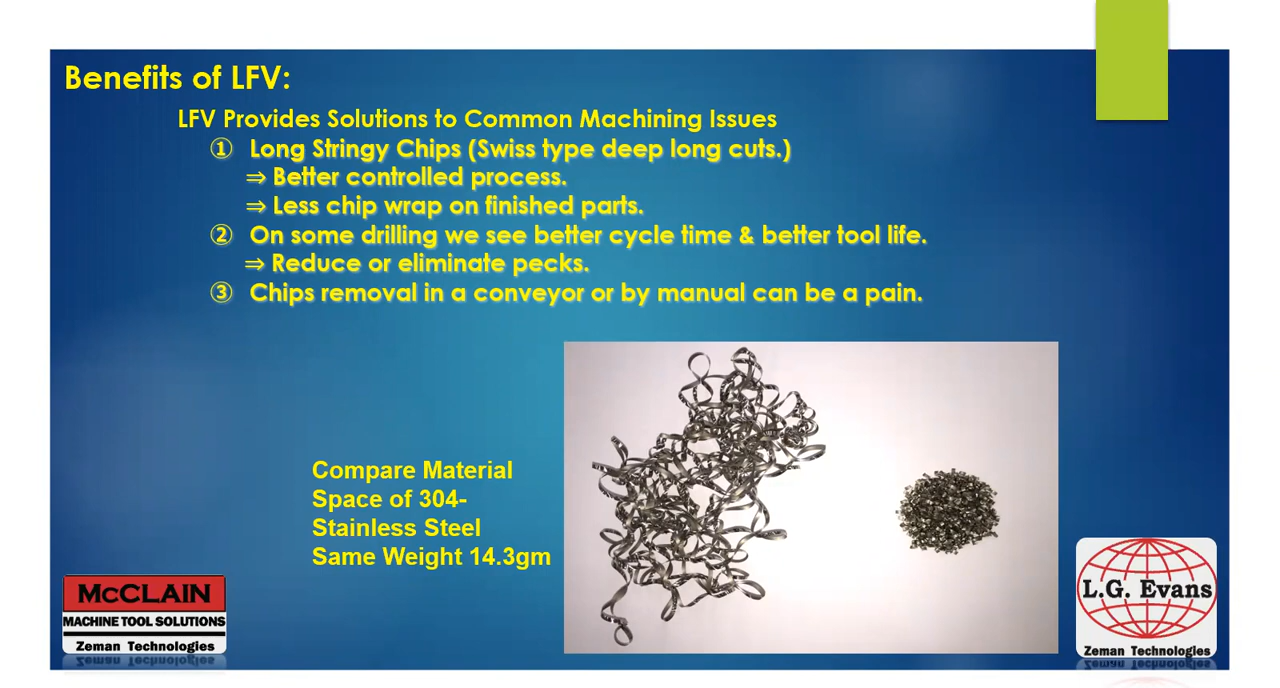 Benefits of LFV:
LFV Provides Solutions to Common Machining Issues
① Long Stringy Chips (Swiss type deep long cuts.)
⇒ Better controlled process.
⇒ Less chip wrap on finished parts.
② On some drilling we see better cycle time & better tool life.
⇒ Reduce or eliminate pecks.
③ Chips removal in a conveyor or by manual can be a pain.
Compare Material
Space of 304-
Stainless Steel
Same Weight 14.3gm
McCLAIN
MACHINE TOOL SOLUTIONS
Zeman Technologies
L.G. Evans
Zeman Technologies